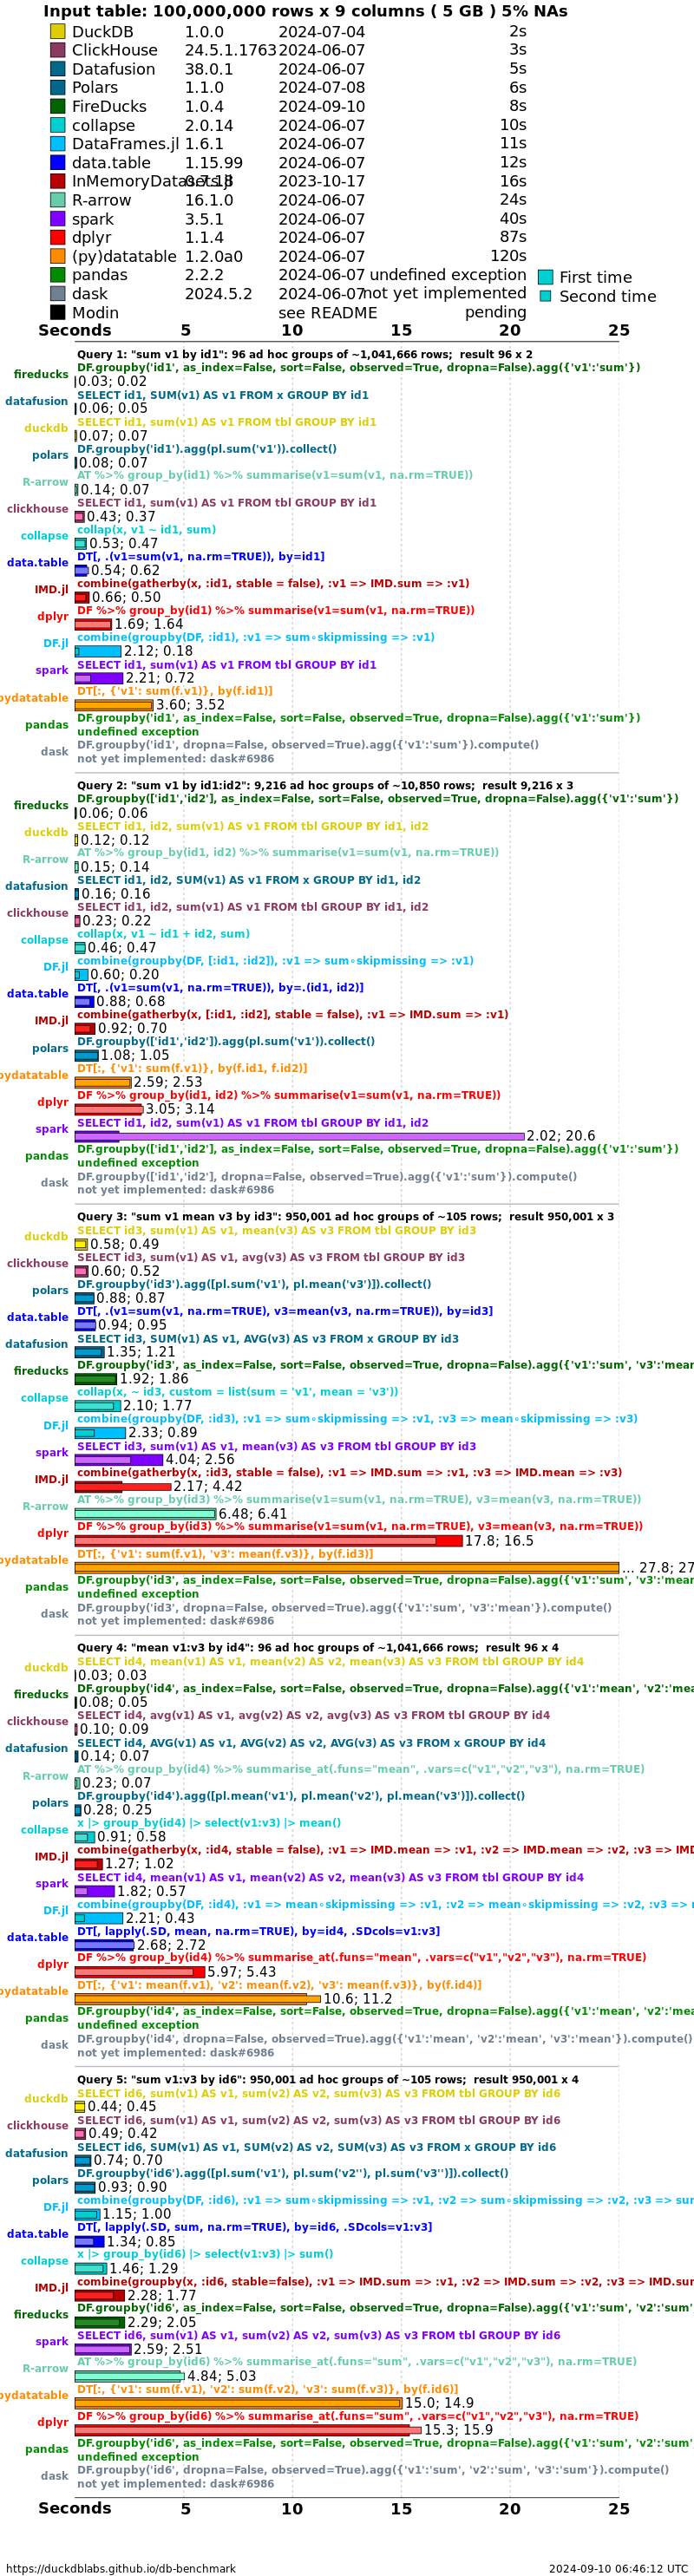 Input table: 100,000,000 rows x 9 columns ( 5 GB ) 5% NAs
DuckDB 1.0.0 2024-07-04 2s
ClickHouse 24.5.1.1763 2024-06-07 3s
Datafusion 38.0.1 2024-06-07 5s
Polars 1.1.0 2024-07-08 6s
FireDucks 1.0.4 2024-09-10 8s
collapse 2.0.14 2024-06-07 10s
DataFrames.jl 1.6.1 2024-06-07 11s
data.table 1.15.99 2024-06-07 12s
InMemoryDatasets.jl 0.7.18 2023-10-17 16s
R-arrow 16.1.0 2024-06-07 24s
spark 3.5.1 2024-06-07 40s
dplyr 1.1.4 2024-06-07 87s
(py)datatable 1.2.0a0 2024-06-07 120s
pandas 2.2.2 2024-06-07 undefined exception
dask 2024.5.2 2024-06-07 not yet implemented
Modin see README pending
First time
Second time
Seconds 5 10 15 20 25
Query 1: "sum v1 by id1": 96 ad hoc groups of ~1,041,666 rows; result 96 x 2
fireducks DF.groupby('id1', as_index=False, sort=False, observed=True, dropna=False).agg({'v1':'sum'})
0.03; 0.02
datafusion SELECT id1, SUM(v1) AS v1 FROM x GROUP BY id1
0.06; 0.05
duckdb SELECT id1, sum(v1) AS v1 FROM tbl GROUP BY id1
0.07; 0.07
polars DF.groupby('id1').agg(pl.sum('v1')).collect()
0.08; 0.07
R-arrow AT %>% group_by(id1) %>% summarise(v1=sum(v1, na.rm=TRUE))
0.14; 0.07
clickhouse SELECT id1, sum(v1) AS v1 FROM tbl GROUP BY id1
0.43; 0.37
collapse collap(x, v1 ~ id1, sum)
0.53; 0.47
data.table DT[, .(v1=sum(v1, na.rm=TRUE)), by=id1]
0.54; 0.62
IMD.jl combine(gatherby(x, :id1, stable = false), :v1 => IMD.sum => :v1)
0.66; 0.50
dplyr DF %>% group_by(id1) %>% summarise(v1=sum(v1, na.rm=TRUE))
1.69; 1.64
DF.jl combine(groupby(DF, :id1), :v1 => sum∘skipmissing => :v1)
2.12; 0.18
spark SELECT id1, sum(v1) AS v1 FROM tbl GROUP BY id1
2.21; 0.72
pydatatable DT[:, {'v1': sum(f.v1)}, by(f.id1)]
3.60; 3.52
pandas DF.groupby('id1', as_index=False, sort=False, observed=True, dropna=False).agg({'v1':'sum'})
undefined exception
dask DF.groupby('id1', dropna=False, observed=True).agg({'v1':'sum'}).compute()
not yet implemented: dask#6986
Query 2: "sum v1 by id1:id2": 9,216 ad hoc groups of ~10,850 rows; result 9,216 x 3
fireducks DF.groupby(['id1','id2'], as_index=False, sort=False, observed=True, dropna=False).agg({'v1':'sum'})
0.06; 0.06
duckdb SELECT id1, id2, sum(v1) AS v1 FROM tbl GROUP BY id1, id2
0.12; 0.12
R-arrow AT %>% group_by(id1, id2) %>% summarise(v1=sum(v1, na.rm=TRUE))
0.15; 0.14
datafusion SELECT id1, id2, SUM(v1) AS v1 FROM x GROUP BY id1, id2
0.16; 0.16
clickhouse SELECT id1, id2, sum(v1) AS v1 FROM tbl GROUP BY id1, id2
0.23; 0.22
collapse collap(x, v1 ~ id1 + id2, sum)
0.46; 0.47
DF.jl combine(groupby(DF, [:id1, :id2]), :v1 => sum∘skipmissing => :v1)
0.60; 0.20
data.table DT[, .(v1=sum(v1, na.rm=TRUE)), by=.(id1, id2)]
0.88; 0.68
IMD.jl combine(gatherby(x, [:id1, :id2], stable = false), :v1 => IMD.sum => :v1)
0.92; 0.70
polars DF.groupby(['id1','id2']).agg(pl.sum('v1')).collect()
1.08; 1.05
pydatatable DT[:, {'v1': sum(f.v1)}, by(f.id1, f.id2)]
2.59; 2.53
dplyr DF %>% group_by(id1, id2) %>% summarise(v1=sum(v1, na.rm=TRUE))
3.05; 3.14
spark SELECT id1, id2, sum(v1) AS v1 FROM tbl GROUP BY id1, id2
2.02; 20.6
pandas DF.groupby(['id1','id2'], as_index=False, sort=False, observed=True, dropna=False).agg({'v1':'sum'})
undefined exception
dask DF.groupby(['id1','id2'], dropna=False, observed=True).agg({'v1':'sum'}).compute()
not yet implemented: dask#6986
Query 3: "sum v1 mean v3 by id3": 950,001 ad hoc groups of ~105 rows; result 950,001 x 3
duckdb SELECT id3, sum(v1) AS v1, mean(v3) AS v3 FROM tbl GROUP BY id3
0.58; 0.49
clickhouse SELECT id3, sum(v1) AS v1, avg(v3) AS v3 FROM tbl GROUP BY id3
0.60; 0.52
polars DF.groupby('id3').agg([pl.sum('v1'), pl.mean('v3')]).collect()
0.88; 0.87
data.table DT[, .(v1=sum(v1, na.rm=TRUE), v3=mean(v3, na.rm=TRUE)), by=id3]
0.94; 0.95
datafusion SELECT id3, SUM(v1) AS v1, AVG(v3) AS v3 FROM x GROUP BY id3
1.35; 1.21
fireducks DF.groupby('id3', as_index=False, sort=False, observed=True, dropna=False).agg({'v1':'sum', 'v3':'mean
1.92; 1.86
collapse collap(x, ~ id3, custom = list(sum = 'v1', mean = 'v3'))
2.10; 1.77
DF.jl combine(groupby(DF, :id3), :v1 => sum∘skipmissing => :v1, :v3 => mean∘skipmissing => :v3)
2.33; 0.89
spark SELECT id3, sum(v1) AS v1, mean(v3) AS v3 FROM tbl GROUP BY id3
4.04; 2.56
IMD.jl combine(gatherby(x, :id3, stable = false), :v1 => IMD.sum => :v1, :v3 => IMD.mean => :v3)
2.17; 4.42
R-arrow AT %>% group_by(id3) %>% summarise(v1=sum(v1, na.rm=TRUE), v3=mean(v3, na.rm=TRUE))
6.48; 6.41
dplyr DF %>% group_by(id3) %>% summarise(v1=sum(v1, na.rm=TRUE), v3=mean(v3, na.rm=TRUE))
17.8; 16.5
pydatatable DT[:, {'v1': sum(f.v1), 'v3': mean(f.v3)}, by(f.id3)]
... 27.8; 27
pandas DF.groupby('id3', as_index=False, sort=False, observed=True, dropna=False).agg({'v1':'sum', 'v3':'mean
undefined exception
dask DF.groupby('id3', dropna=False, observed=True).agg({'v1':'sum', 'v3':'mean'}).compute()
not yet implemented: dask#6986
Query 4: "mean v1:v3 by id4": 96 ad hoc groups of ~1,041,666 rows; result 96 x 4
duckdb SELECT id4, mean(v1) AS v1, mean(v2) AS v2, mean(v3) AS v3 FROM tbl GROUP BY id4
0.03; 0.03
fireducks DF.groupby('id4', as_index=False, sort=False, observed=True, dropna=False).agg({'v1':'mean', 'v2':'mea
0.08; 0.05
clickhouse SELECT id4, avg(v1) AS v1, avg(v2) AS v2, avg(v3) AS v3 FROM tbl GROUP BY id4
0.10; 0.09
datafusion SELECT id4, AVG(v1) AS v1, AVG(v2) AS v2, AVG(v3) AS v3 FROM x GROUP BY id4
0.14; 0.07
R-arrow AT %>% group_by(id4) %>% summarise_at(.funs="mean", .vars=c("v1","v2","v3"), na.rm=TRUE)
0.23; 0.07
polars DF.groupby('id4').agg([pl.mean('v1'), pl.mean('v2'), pl.mean('v3')]).collect()
0.28; 0.25
collapse x |> group_by(id4) |> select(v1:v3) |> mean()
0.91; 0.58
IMD.jl combine(gatherby(x, :id4, stable = false), :v1 => IMD.mean => :v1, :v2 => IMD.mean => :v2, :v3 => IMD
1.27; 1.02
spark SELECT id4, mean(v1) AS v1, mean(v2) AS v2, mean(v3) AS v3 FROM tbl GROUP BY id4
1.82; 0.57
DF.jl combine(groupby(DF, :id4), :v1 => mean∘skipmissing => :v1, :v2 => mean∘skipmissing => :v2, :v3 => m
2.21; 0.43
data.table DT[, lapply(.SD, mean, na.rm=TRUE), by=id4, .SDcols=v1:v3]
2.68; 2.72
dplyr DF %>% group_by(id4) %>% summarise_at(.funs="mean", .vars=c("v1","v2","v3"), na.rm=TRUE)
5.97; 5.43
pydatatable DT[:, {'v1': mean(f.v1), 'v2': mean(f.v2), 'v3': mean(f.v3)}, by(f.id4)]
10.6; 11.2
pandas DF.groupby('id4', as_index=False, sort=False, observed=True, dropna=False).agg({'v1':'mean', 'v2':'mea
undefined exception
dask DF.groupby('id4', dropna=False, observed=True).agg({'v1':'mean', 'v2':'mean', 'v3':'mean'}).compute()
not yet implemented: dask#6986
Query 5: "sum v1:v3 by id6": 950,001 ad hoc groups of ~105 rows; result 950,001 x 4
duckdb SELECT id6, sum(v1) AS v1, sum(v2) AS v2, sum(v3) AS v3 FROM tbl GROUP BY id6
0.44; 0.45
clickhouse SELECT id6, sum(v1) AS v1, sum(v2) AS v2, sum(v3) AS v3 FROM tbl GROUP BY id6
0.49; 0.42
datafusion SELECT id6, SUM(v1) AS v1, SUM(v2) AS v2, SUM(v3) AS v3 FROM x GROUP BY id6
0.74; 0.70
polars DF.groupby('id6').agg([pl.sum('v1'), pl.sum('v2''), pl.sum('v3'')]).collect()
0.93; 0.90
DF.jl combine(groupby(DF, :id6), :v1 => sum∘skipmissing => :v1, :v2 => sum∘skipmissing => :v2, :v3 => sum
1.15; 1.00
data.table DT[, lapply(.SD, sum, na.rm=TRUE), by=id6, .SDcols=v1:v3]
1.34; 0.85
collapse x |> group_by(id6) |> select(v1:v3) |> sum()
1.46; 1.29
IMD.jl combine(groupby(x, :id6, stable=false), :v1 => IMD.sum => :v1, :v2 => IMD.sum => :v2, :v3 => IMD.sum
2.28; 1.77
fireducks DF.groupby('id6', as_index=False, sort=False, observed=True, dropna=False).agg({'v1':'sum', 'v2':'sum'
2.29; 2.05
spark SELECT id6, sum(v1) AS v1, sum(v2) AS v2, sum(v3) AS v3 FROM tbl GROUP BY id6
2.59; 2.51
R-arrow AT %>% group_by(id6) %>% summarise_at(.funs="sum", .vars=c("v1","v2","v3"), na.rm=TRUE)
4.84; 5.03
pydatatable DT[:, {'v1': sum(f.v1), 'v2': sum(f.v2), 'v3': sum(f.v3)}, by(f.id6)]
15.0; 14.9
dplyr DF %>% group_by(id6) %>% summarise_at(.funs="sum", .vars=c("v1","v2","v3"), na.rm=TRUE)
15.3; 15.9
pandas DF.groupby('id6', as_index=False, sort=False, observed=True, dropna=False).agg({'v1':'sum', 'v2':'sum'
undefined exception
dask DF.groupby('id6', dropna=False, observed=True).agg({'v1':'sum', 'v2':'sum', 'v3':'sum'}).compute()
not yet implemented: dask#6986
Seconds 5 10 15 20 25
https://duckdblabs.github.io/db-benchmark 2024-09-10 06:46:12 UTC